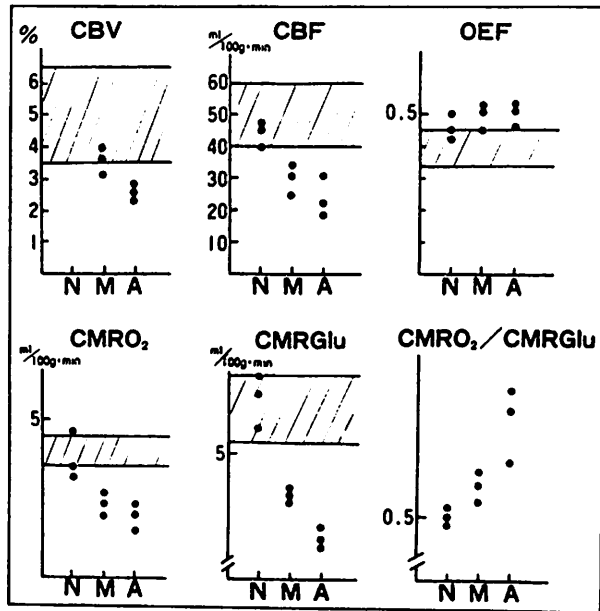 CBV
%
6
5
4
3
2
1
N M A
CBF
ml/100g·min
60
50
40
30
20
10
N M A
OEF
0.5
N M A
CMRO₂
ml/100g·min
5
N M A
CMRGlu
ml/100g·min
5
N M A
CMRO₂/CMRGlu
0.5
N M A